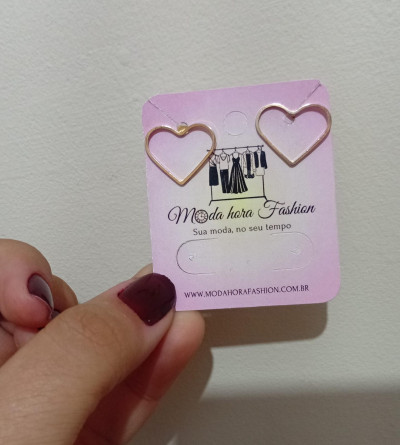 Moda hora Fashion
Sua moda, no seu tempo
WWW.MODAHORAFASHION.COM.BR